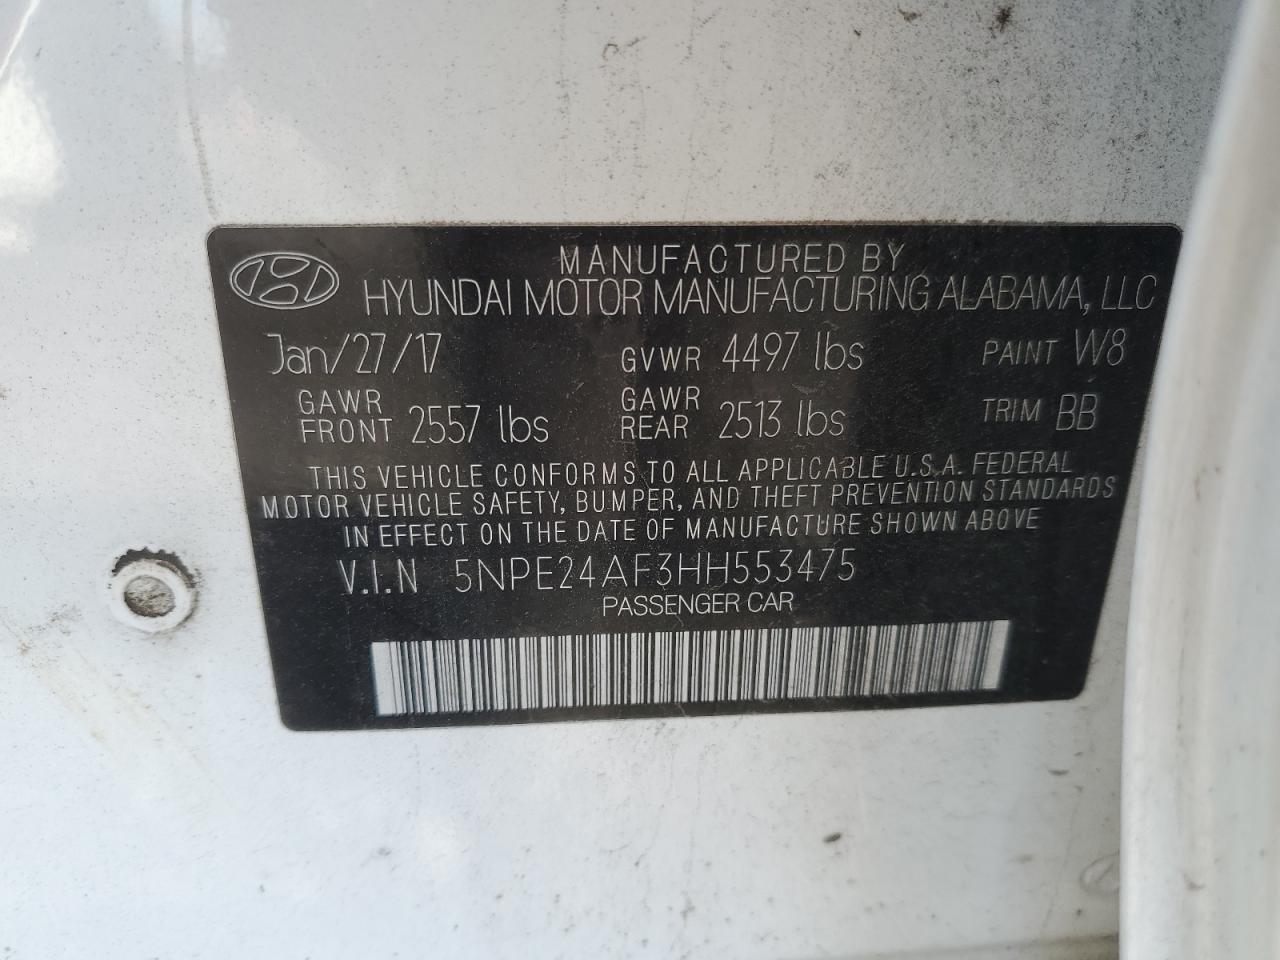 MANUFACTURED BY
HYUNDAI MOTOR MANUFACTURING ALABAMA, LLC
Jan/27/17 GVWR 4497 lbs PAINT W8
GAWR FRONT 2557 lbs GAWR REAR 2513 lbs TRIM BB
THIS VEHICLE CONFORMS TO ALL APPLICABLE U.S.A. FEDERAL
MOTOR VEHICLE SAFETY, BUMPER, AND THEFT PREVENTION STANDARDS
IN EFFECT ON THE DATE OF MANUFACTURE SHOWN ABOVE
V.I.N 5NPE24AF3HH553475
PASSENGER CAR